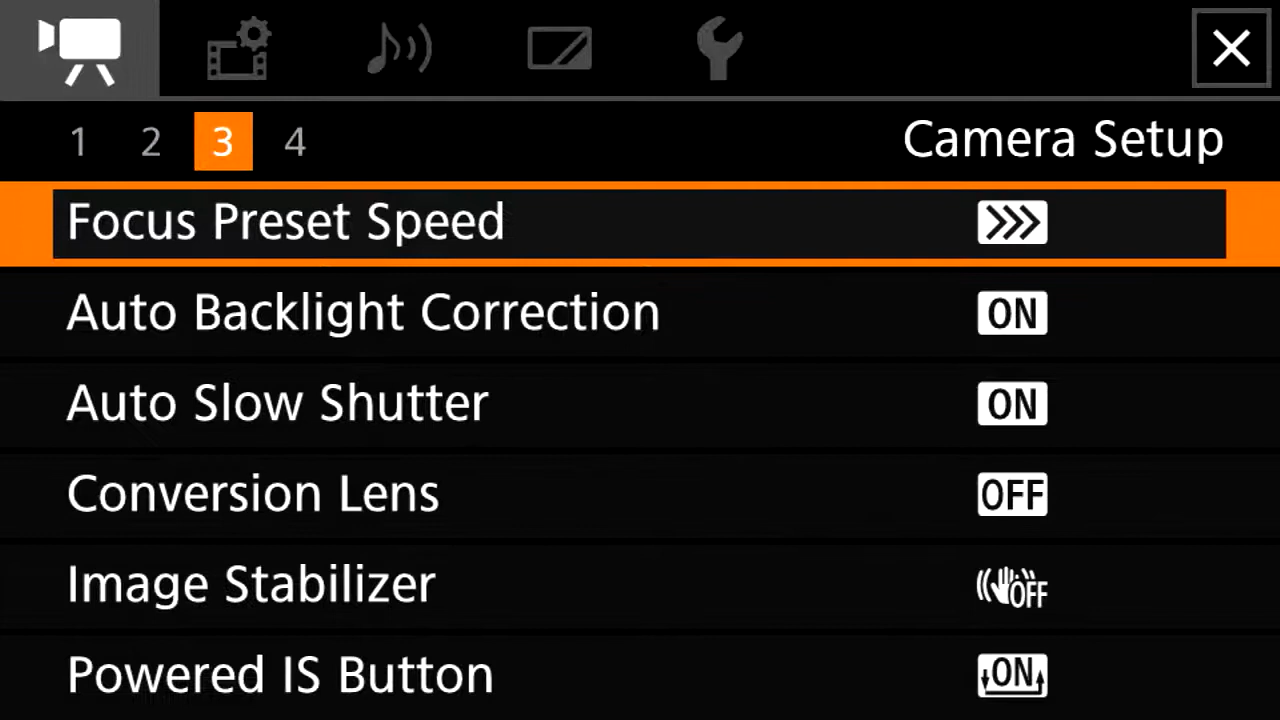 1 2 3 4 Camera Setup
Focus Preset Speed
Auto Backlight Correction ON
Auto Slow Shutter ON
Conversion Lens OFF
Image Stabilizer OFF
Powered IS Button ON